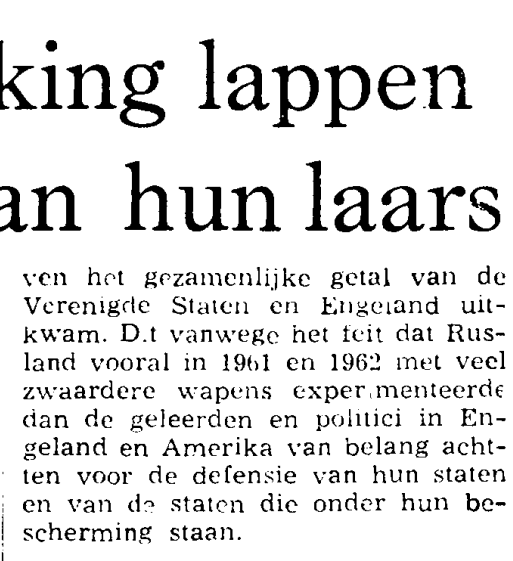 king lappen
an hun laars
ven het gezamenlijke getal van de
Verenigde Staten en Engeland uit-
kwam. D.t vanwege het feit dat Rus-
land vooral in 1961 en 1962 met veel
zwaardere wapens experimenteerde
dan de geleerden en politici in En-
geland en Amerika van belang acht-
ten voor de defensie van hun staten
en van de staten die onder hun be-
scherming staan.